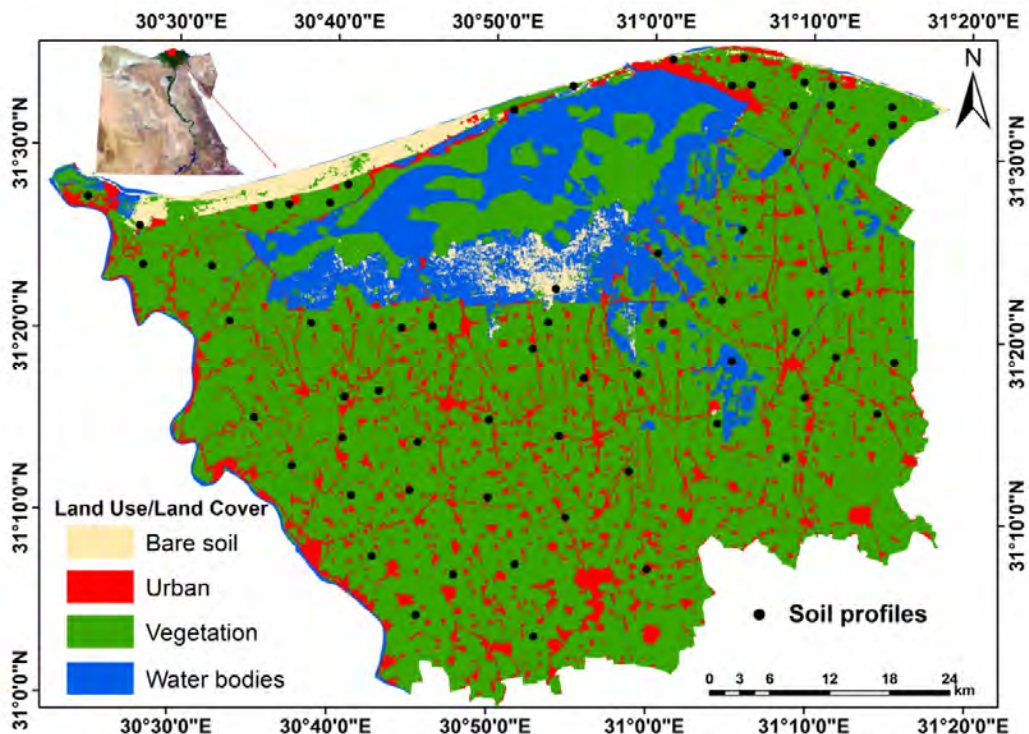 30°30'0"E 30°40'0"E 30°50'0"E 31°0'0"E 31°10'0"E 31°20'0"E
N
31°30'0"N 31°30'0"N
31°20'0"N 31°20'0"N
31°10'0"N 31°10'0"N
31°0'0"N 31°0'0"N
Land Use/Land Cover
Bare soil
Urban
Vegetation
Water bodies
Soil profiles
0 3 6 12 18 24
km
30°30'0"E 30°40'0"E 30°50'0"E 31°0'0"E 31°10'0"E 31°20'0"E